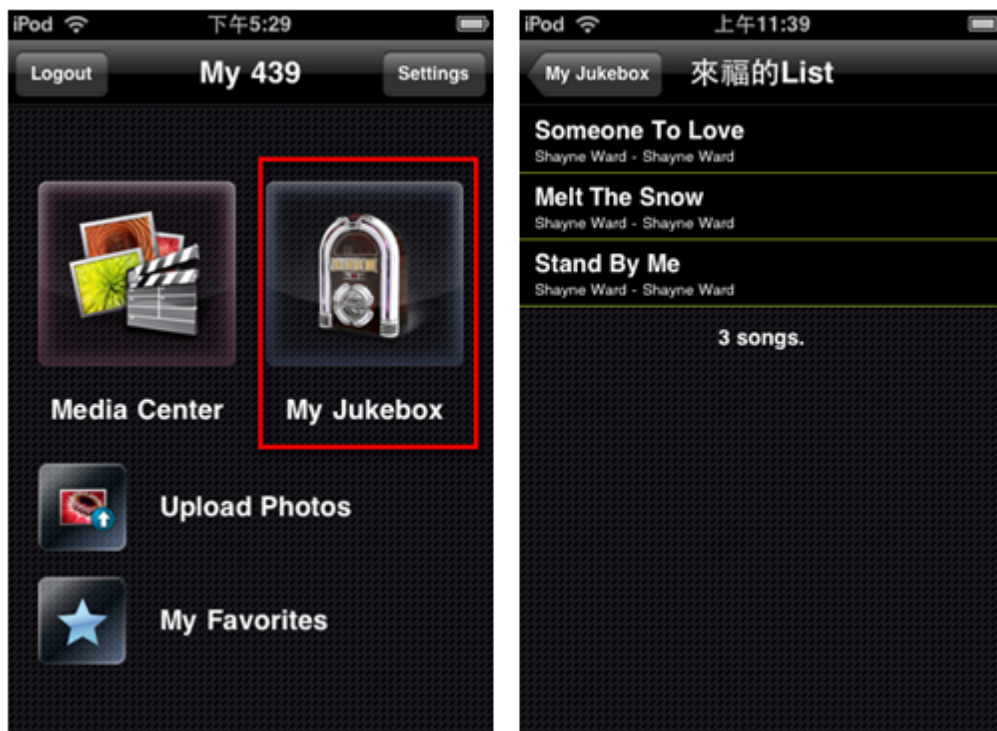 iPod 下午5:29
Logout My 439 Settings
Media Center My Jukebox
Upload Photos
My Favorites
iPod 上午11:39
My Jukebox 來福的List
Someone To Love
Shayne Ward - Shayne Ward
Melt The Snow
Shayne Ward - Shayne Ward
Stand By Me
Shayne Ward - Shayne Ward
3 songs.